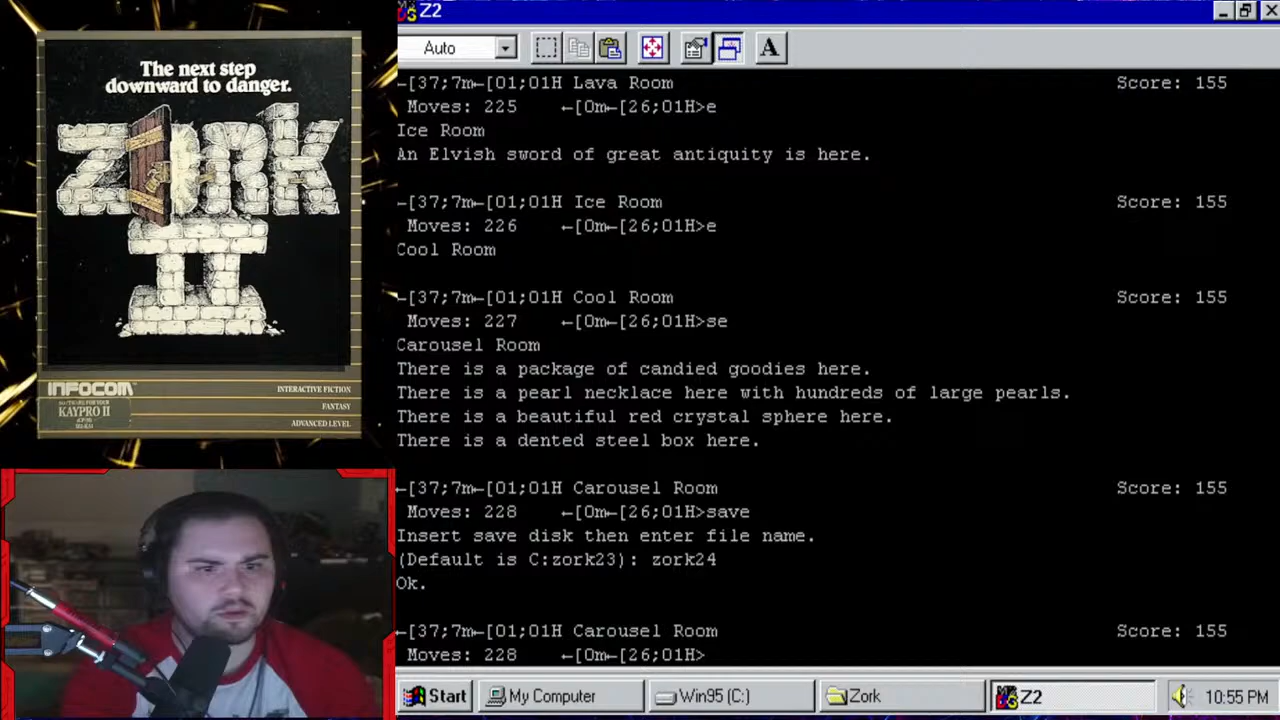 The next step
downward to danger.
ZORK
II
INFOCOM
INTERACTIVE FICTION
KAYPRO II
FANTASY
ADVANCED LEVEL
Z2
Auto
A
←[37;7m←[01;01H Lava Room Score: 155
Moves: 225 ←[0m←[26;01H>e
Ice Room
An Elvish sword of great antiquity is here.
←[37;7m←[01;01H Ice Room Score: 155
Moves: 226 ←[0m←[26;01H>e
Cool Room
←[37;7m←[01;01H Cool Room Score: 155
Moves: 227 ←[0m←[26;01H>se
Carousel Room
There is a package of candied goodies here.
There is a pearl necklace here with hundreds of large pearls.
There is a beautiful red crystal sphere here.
There is a dented steel box here.
←[37;7m←[01;01H Carousel Room Score: 155
Moves: 228 ←[0m←[26;01H>save
Insert save disk then enter file name.
(Default is C:zork23): zork24
Ok.
←[37;7m←[01;01H Carousel Room Score: 155
Moves: 228 ←[0m←[26;01H>
Start My Computer Win95 (C:) Zork Z2 10:55 PM